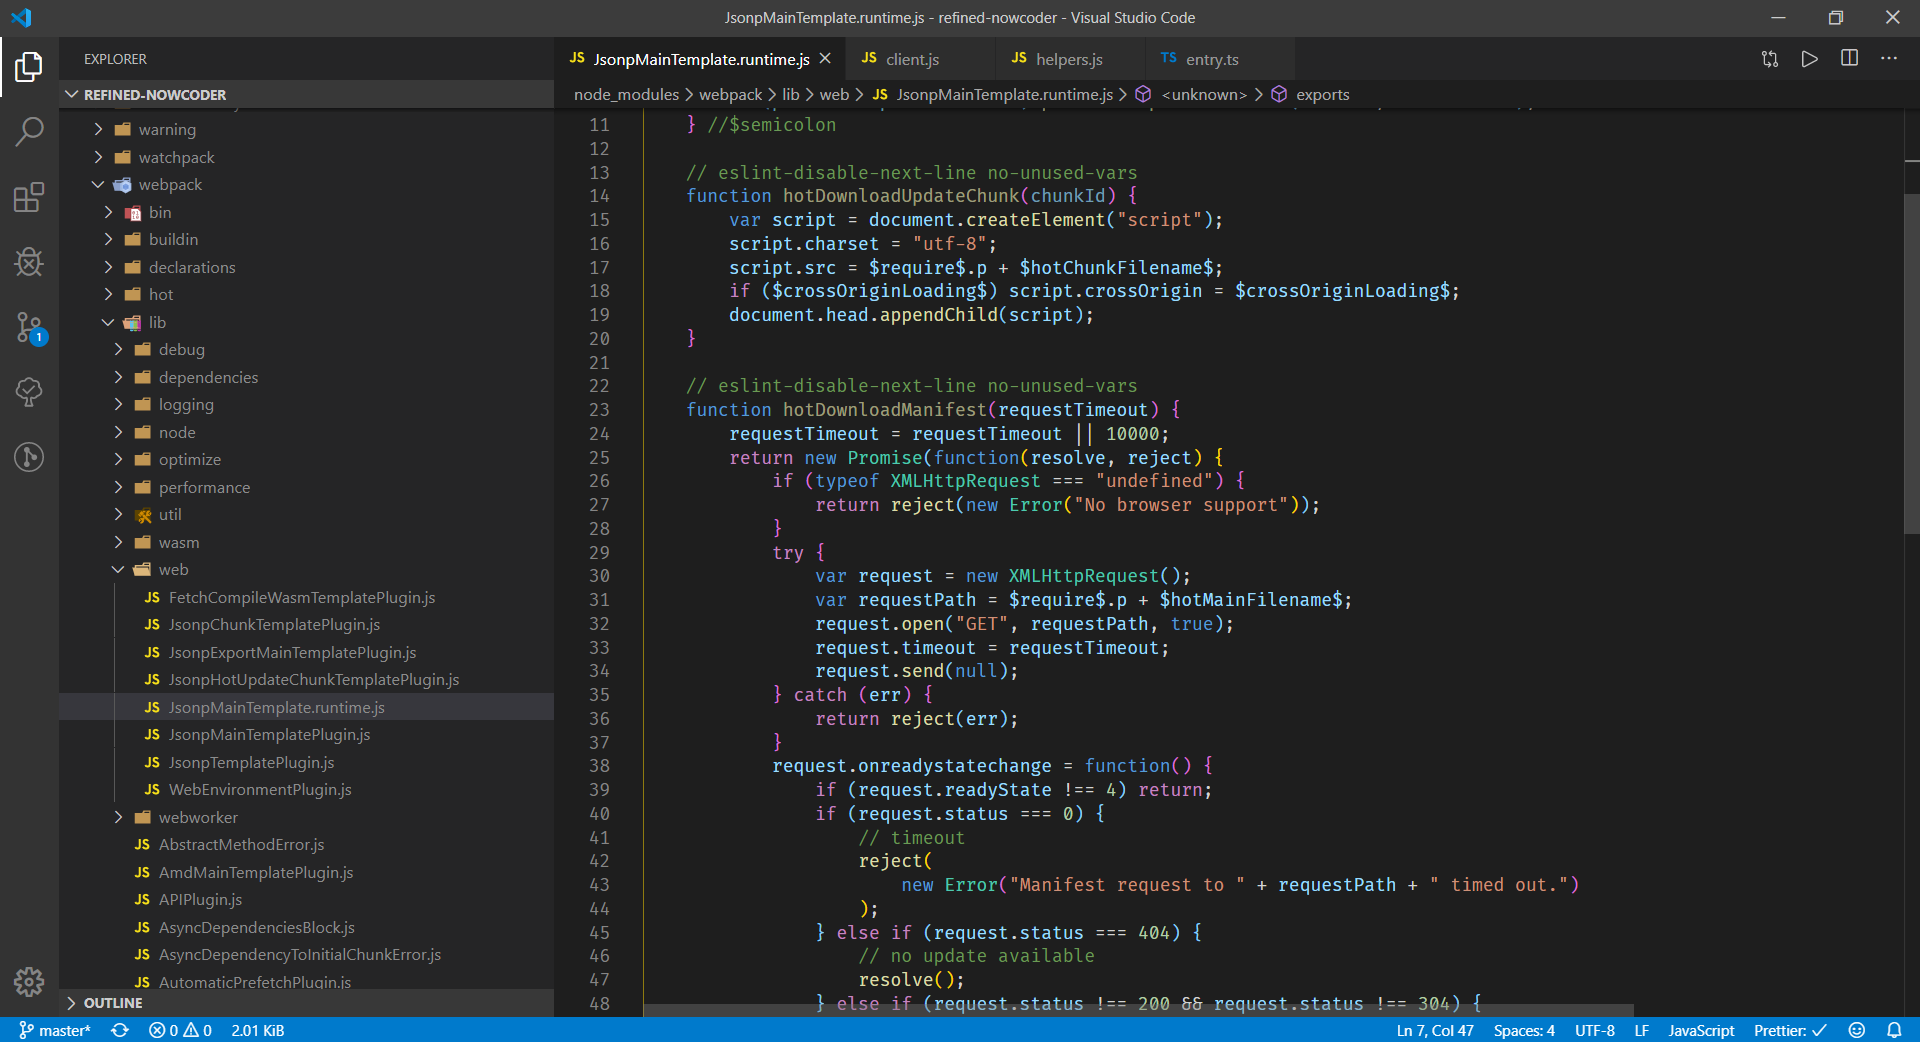 JsonpMainTemplate.runtime.js - refined-nowcoder - Visual Studio Code
EXPLORER
REFINED-NOWCODER
warning
watchpack
webpack
bin
buildin
declarations
hot
lib
debug
dependencies
logging
node
optimize
performance
util
wasm
web
JS FetchCompileWasmTemplatePlugin.js
JS JsonpChunkTemplatePlugin.js
JS JsonpExportMainTemplatePlugin.js
JS JsonpHotUpdateChunkTemplatePlugin.js
JS JsonpMainTemplate.runtime.js
JS JsonpMainTemplatePlugin.js
JS JsonpTemplatePlugin.js
JS WebEnvironmentPlugin.js
webworker
JS AbstractMethodError.js
JS AmdMainTemplatePlugin.js
JS APIPlugin.js
JS AsyncDependenciesBlock.js
JS AsyncDependencyToInitialChunkError.js
JS AutomaticPrefetchPlugin.js
OUTLINE
1
JS JsonpMainTemplate.runtime.js JS client.js JS helpers.js TS entry.ts
node_modules > webpack > lib > web > JS JsonpMainTemplate.runtime.js > <unknown> > exports
11 } //$semicolon
12
13 // eslint-disable-next-line no-unused-vars
14 function hotDownloadUpdateChunk(chunkId) {
15 var script = document.createElement("script");
16 script.charset = "utf-8";
17 script.src = $require$.p + $hotChunkFilename$;
18 if ($crossOriginLoading$) script.crossOrigin = $crossOriginLoading$;
19 document.head.appendChild(script);
20 }
21
22 // eslint-disable-next-line no-unused-vars
23 function hotDownloadManifest(requestTimeout) {
24 requestTimeout = requestTimeout || 10000;
25 return new Promise(function(resolve, reject) {
26 if (typeof XMLHttpRequest === "undefined") {
27 return reject(new Error("No browser support"));
28 }
29 try {
30 var request = new XMLHttpRequest();
31 var requestPath = $require$.p + $hotMainFilename$;
32 request.open("GET", requestPath, true);
33 request.timeout = requestTimeout;
34 request.send(null);
35 } catch (err) {
36 return reject(err);
37 }
38 request.onreadystatechange = function() {
39 if (request.readyState !== 4) return;
40 if (request.status === 0) {
41 // timeout
42 reject(
43 new Error("Manifest request to " + requestPath + " timed out.")
44 );
45 } else if (request.status === 404) {
46 // no update available
47 resolve();
48 } else if (request.status !== 200 && request.status !== 304) {
master* 0 0 2.01 KiB Ln 7, Col 47 Spaces: 4 UTF-8 LF JavaScript Prettier: ✓